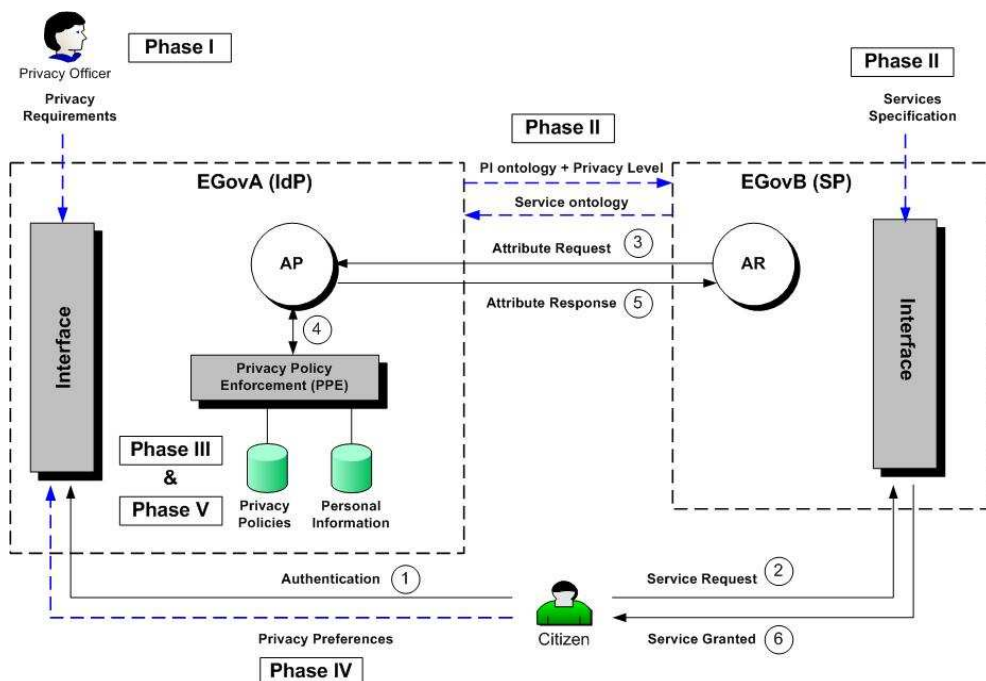 Phase I
Privacy Officer
Privacy
Requirements
Phase II
Phase II
Services
Specification
EGovA (IdP)
PI ontology + Privacy Level
EGovB (SP)
Service ontology
Interface
AP
Attribute Request
3
AR
Attribute Response
5
Interface
4
Privacy Policy
Enforcement (PPE)
Phase III
&
Phase V
Privacy
Policies
Personal
Information
Authentication
1
Service Request
2
Citizen
Privacy Preferences
Service Granted
6
Phase IV